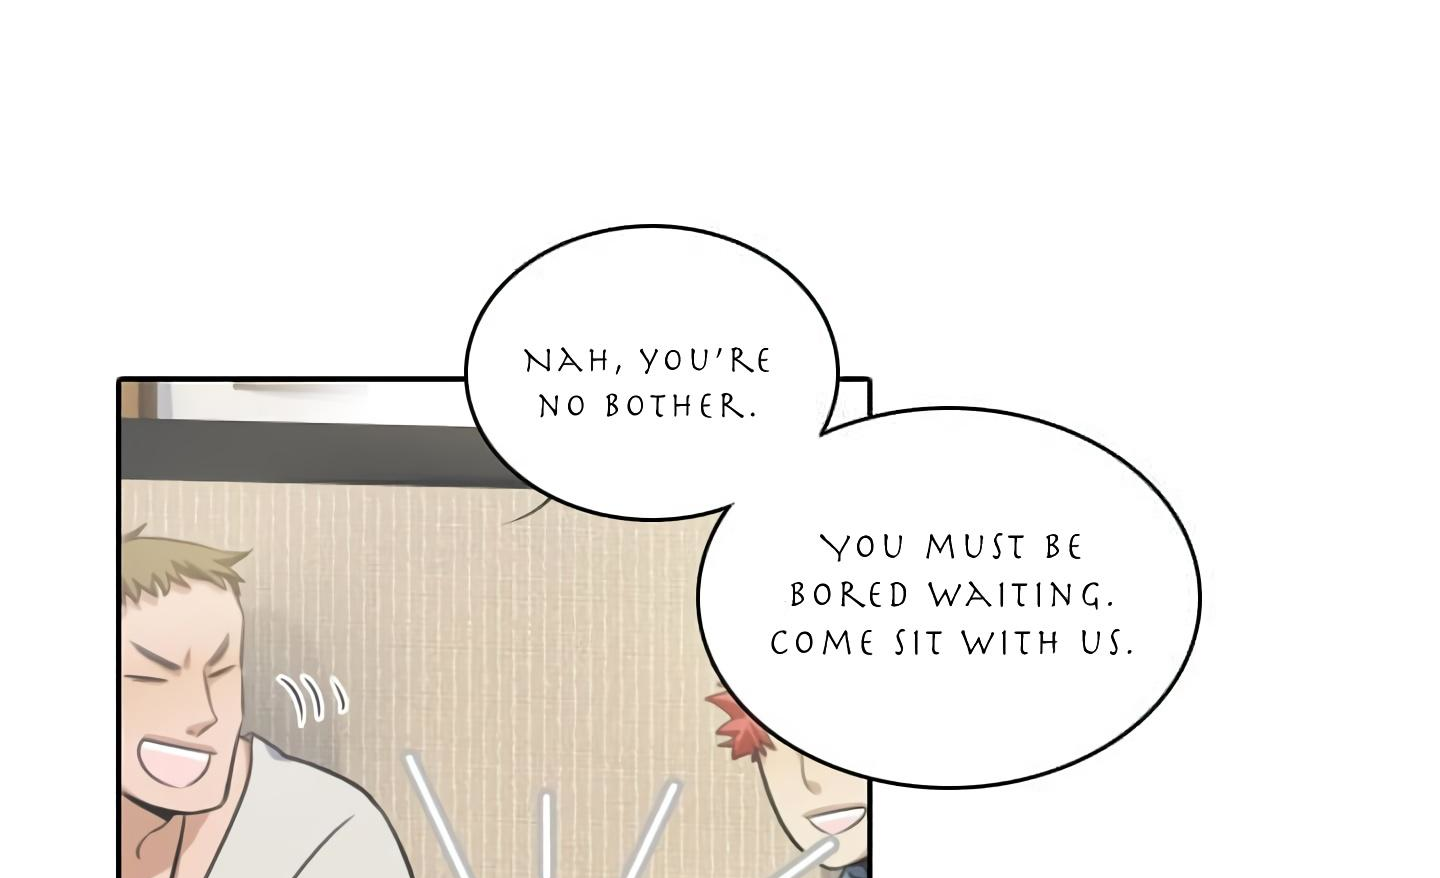 NAH, YOU'RE
NO BOTHER.
YOU MUST BE
BORED WAITING.
COME SIT WITH US.